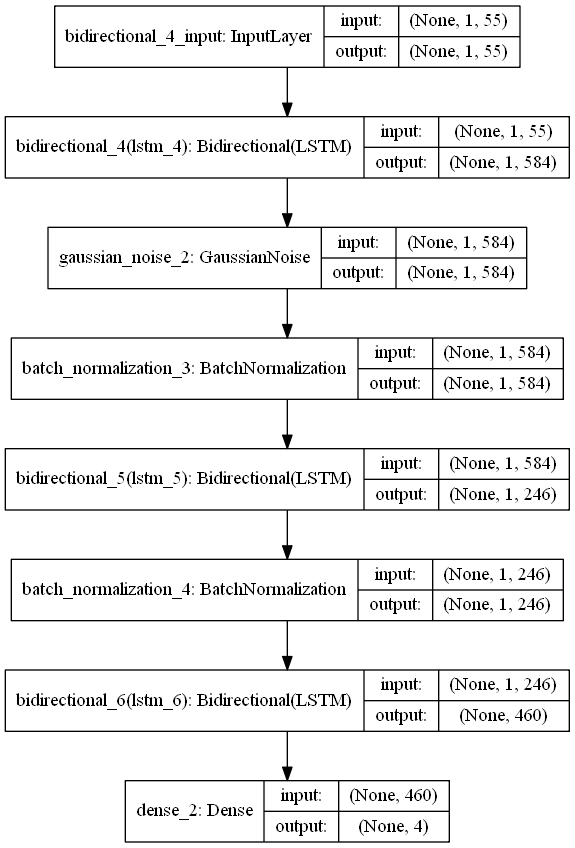 bidirectional_4_input: InputLayer input: (None, 1, 55)
output: (None, 1, 55)
bidirectional_4(lstm_4): Bidirectional(LSTM) input: (None, 1, 55)
output: (None, 1, 584)
gaussian_noise_2: GaussianNoise input: (None, 1, 584)
output: (None, 1, 584)
batch_normalization_3: BatchNormalization input: (None, 1, 584)
output: (None, 1, 584)
bidirectional_5(lstm_5): Bidirectional(LSTM) input: (None, 1, 584)
output: (None, 1, 246)
batch_normalization_4: BatchNormalization input: (None, 1, 246)
output: (None, 1, 246)
bidirectional_6(lstm_6): Bidirectional(LSTM) input: (None, 1, 246)
output: (None, 460)
dense_2: Dense input: (None, 460)
output: (None, 4)